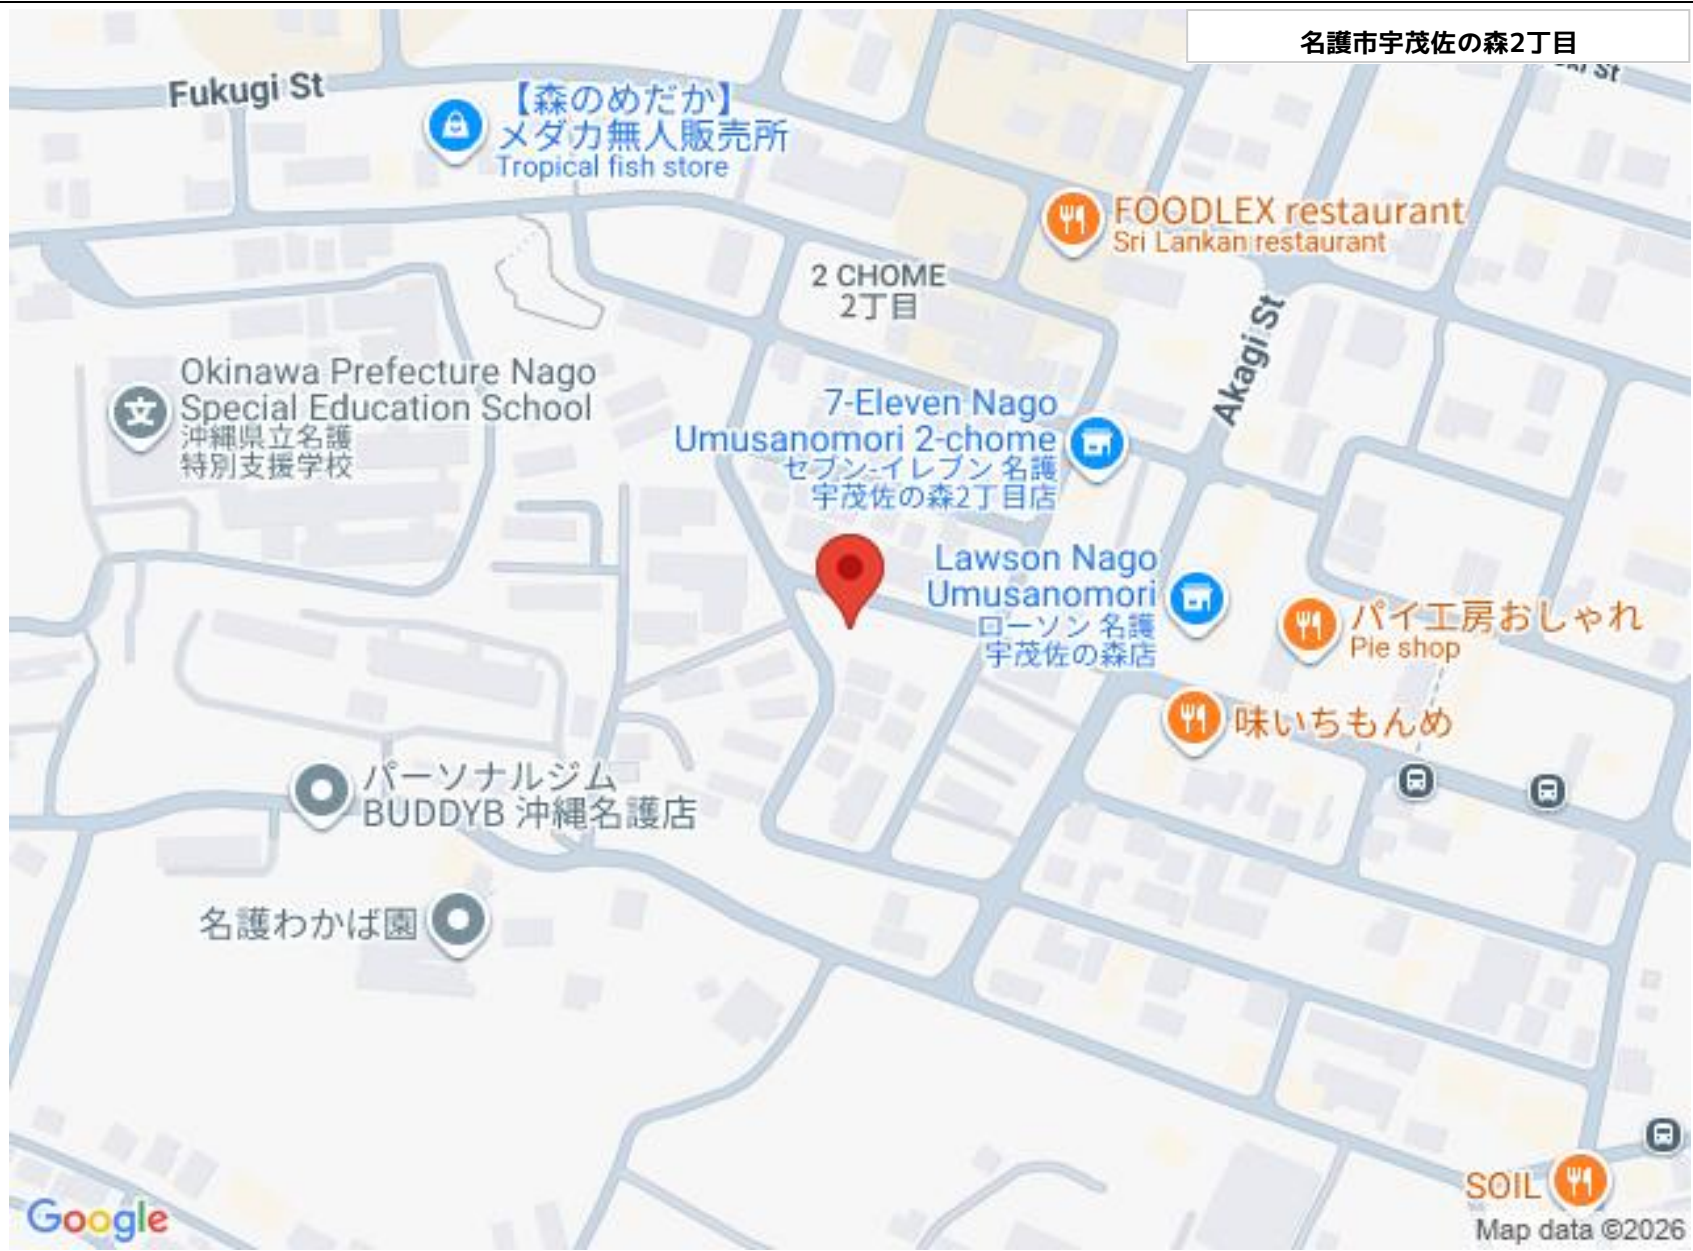 名護市宇茂佐の森2丁目
Fukugi St
【森のめだか】
メダカ無人販売所
Tropical fish store
FOODLEX restaurant
Sri Lankan restaurant
2 CHOME
2丁目
Akagi St
Okinawa Prefecture Nago
Special Education School
沖縄県立名護
特別支援学校
7-Eleven Nago
Umusanomori 2-chome
セブン-イレブン 名護
宇茂佐の森2丁目店
Lawson Nago
Umusanomori
ローソン 名護
宇茂佐の森店
パイ工房おしゃれ
Pie shop
味いちもんめ
パーソナルジム
BUDDYB 沖縄名護店
名護わかば園
SOIL
Google
Map data ©2026